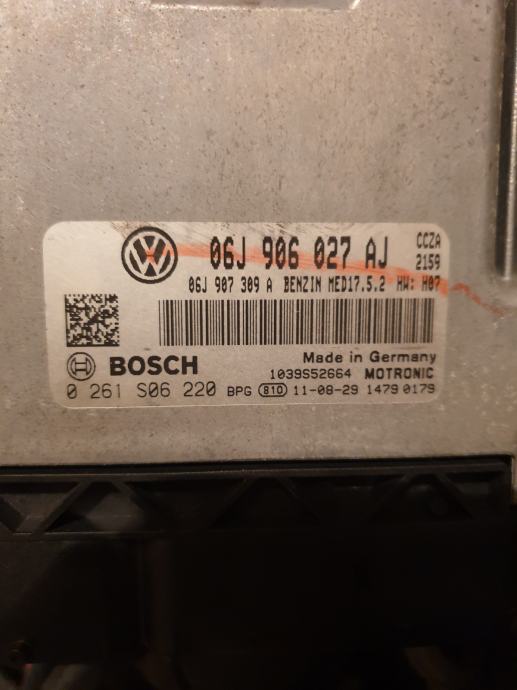 06J 906 027 AJ CCZA
2159
06J 907 309 A BENZIN MED17.5.2 HW: H07
BOSCH Made in Germany
1039S52664 MOTRONIC
0 261 S06 220 BPG 810 11-08-29 1479 0179